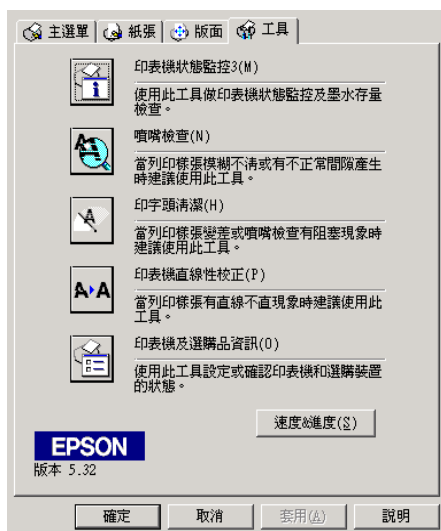 主選單 紙張 版面 工具
印表機狀態監控3(M)
使用此工具做印表機狀態監控及墨水存量
檢查。
噴嘴檢查(N)
當列印樣張模糊不清或有不正常間隙產生
時建議使用此工具。
印字頭清潔(H)
當列印樣張變差或噴嘴檢查有阻塞現象時
建議使用此工具。
印表機直線性校正(P)
當列印樣張有直線不直現象時建議使用此
工具。
印表機及選購品資訊(O)
使用此工具設定或確認印表機和選購裝置
的狀態。
速度&進度(S)
EPSON
版本 5.32
確定 取消 套用(A) 説明